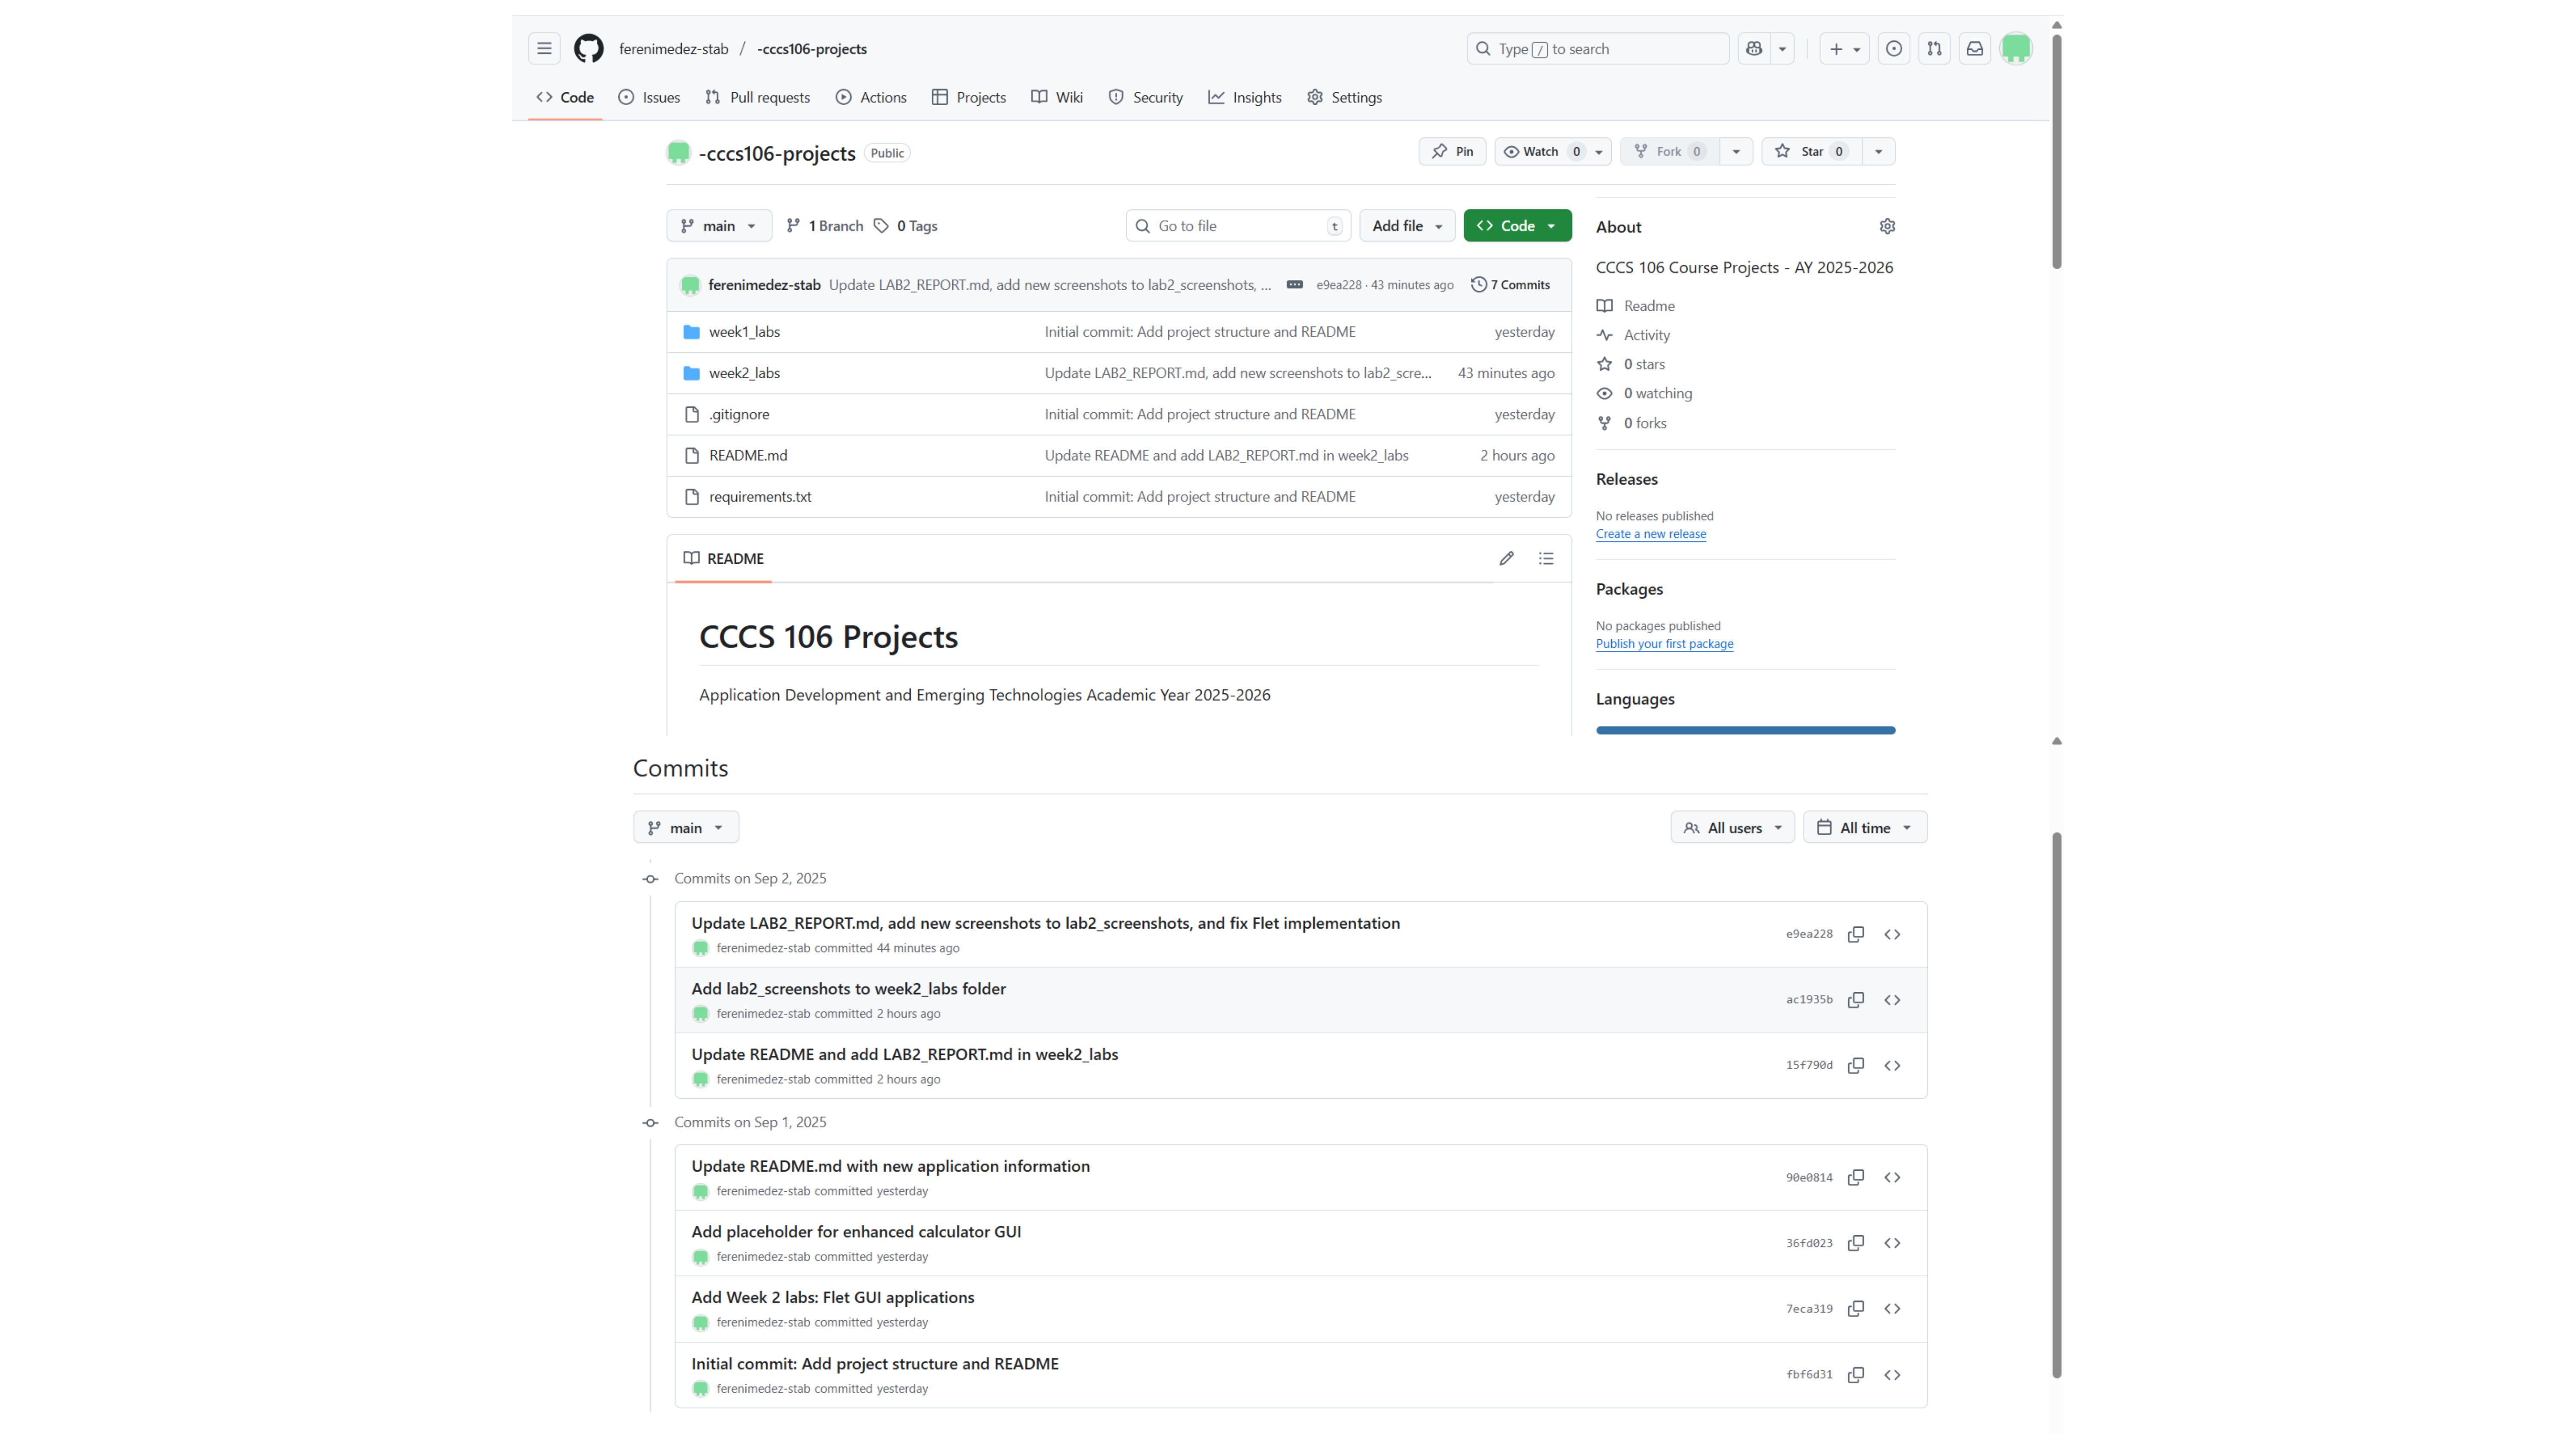 ferenimedez-stab / -cccs106-projects
Type / to search
Code Issues Pull requests Actions Projects Wiki Security Insights Settings
-cccs106-projects Public
Pin Watch 0 Fork 0 Star 0
main 1 Branch 0 Tags Go to file t Add file Code
ferenimedez-stab Update LAB2_REPORT.md, add new screenshots to lab2_screenshots, ... e9ea228 · 43 minutes ago 7 Commits
week1_labs Initial commit: Add project structure and README yesterday
week2_labs Update LAB2_REPORT.md, add new screenshots to lab2_scre... 43 minutes ago
.gitignore Initial commit: Add project structure and README yesterday
README.md Update README and add LAB2_REPORT.md in week2_labs 2 hours ago
requirements.txt Initial commit: Add project structure and README yesterday
README
CCCS 106 Projects
Application Development and Emerging Technologies Academic Year 2025-2026
About
CCCS 106 Course Projects - AY 2025-2026
Readme
Activity
0 stars
0 watching
0 forks
Releases
No releases published
Create a new release
Packages
No packages published
Publish your first package
Languages
Commits
main All users All time
Commits on Sep 2, 2025
Update LAB2_REPORT.md, add new screenshots to lab2_screenshots, and fix Flet implementation
ferenimedez-stab committed 44 minutes ago
e9ea228
Add lab2_screenshots to week2_labs folder
ferenimedez-stab committed 2 hours ago
ac1935b
Update README and add LAB2_REPORT.md in week2_labs
ferenimedez-stab committed 2 hours ago
15f790d
Commits on Sep 1, 2025
Update README.md with new application information
ferenimedez-stab committed yesterday
90e0814
Add placeholder for enhanced calculator GUI
ferenimedez-stab committed yesterday
36fd023
Add Week 2 labs: Flet GUI applications
ferenimedez-stab committed yesterday
7eca319
Initial commit: Add project structure and README
ferenimedez-stab committed yesterday
fbf6d31